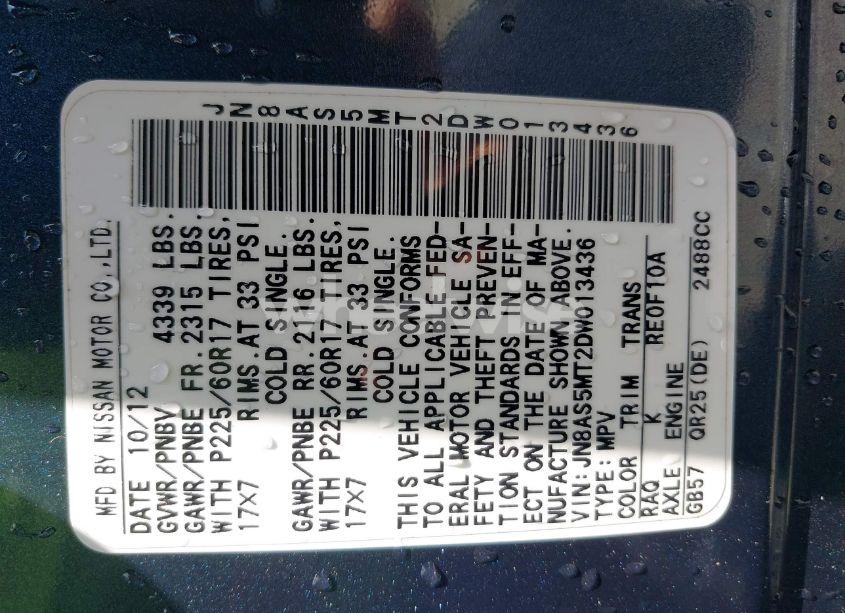 JN8AS5MT2DW013436
MFD BY NISSAN MOTOR CO.,LTD.
DATE 10/12
GVWR/PNBV 4339 LBS.
GAWR/PNBE FR.2315 LBS.
WITH P225/60R17 TIRES,
17X7 RIMS.AT 33 PSI
COLD SINGLE.
GAWR/PNBE RR.2116 LBS.
WITH P225/60R17 TIRES,
17X7 RIMS.AT 33 PSI
COLD SINGLE.
THIS VEHICLE CONFORMS
TO ALL APPLICABLE FED-
ERAL MOTOR VEHICLE SA-
FETY AND THEFT PREVEN-
TION STANDARDS IN EFF-
ECT ON THE DATE OF MA-
NUFACTURE SHOWN ABOVE.
VIN:JN8AS5MT2DW013436
TYPE:MPV
COLOR TRIM TRANS
RAQ K RE0F10A
AXLE ENGINE
GB57 QR25(DE) 2488CC